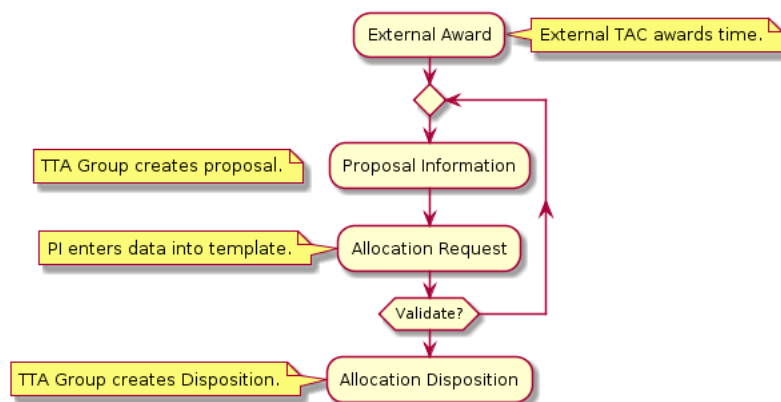 External Award
External TAC awards time.
TTA Group creates proposal.
Proposal Information
PI enters data into template.
Allocation Request
Validate?
TTA Group creates Disposition.
Allocation Disposition